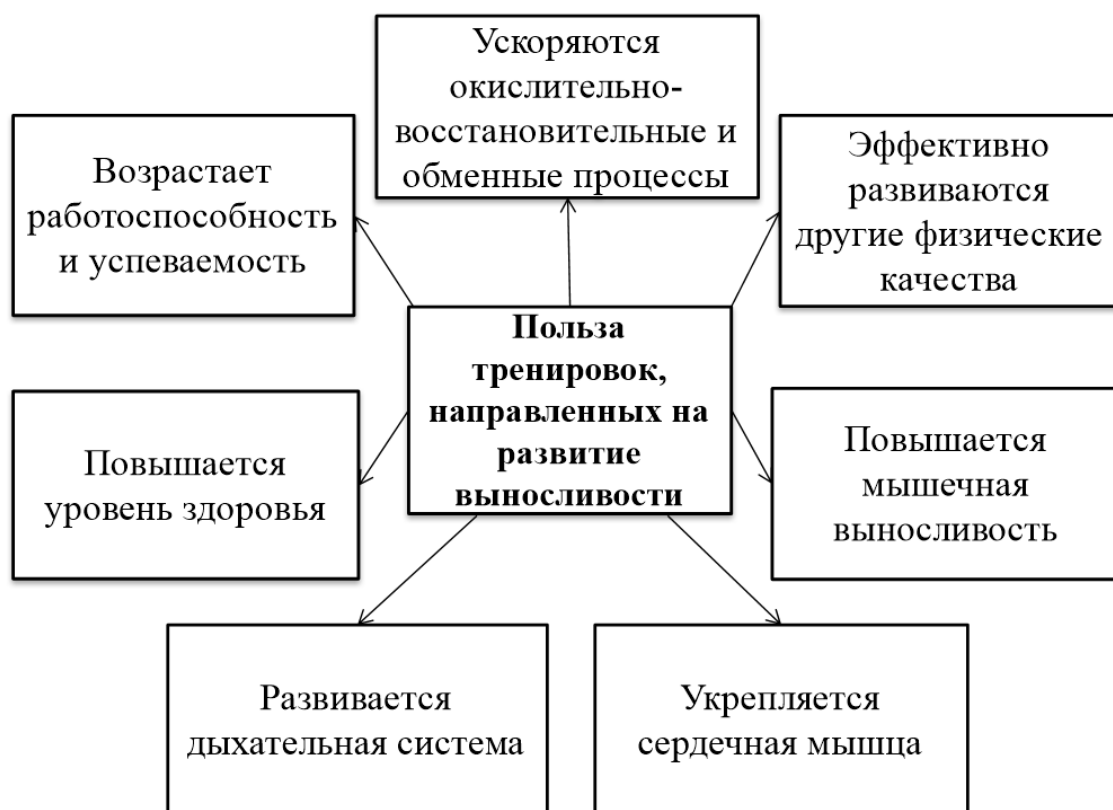 Ускоряются
окислительно-
восстановительные и
обменные процессы
Возрастает
работоспособность
и успеваемость
Эффективно
развиваются
другие физические
качества
Польза
тренировок,
направленных на
развитие
выносливости
Повышается
уровень здоровья
Повышается
мышечная
выносливость
Развивается
дыхательная система
Укрепляется
сердечная мышца